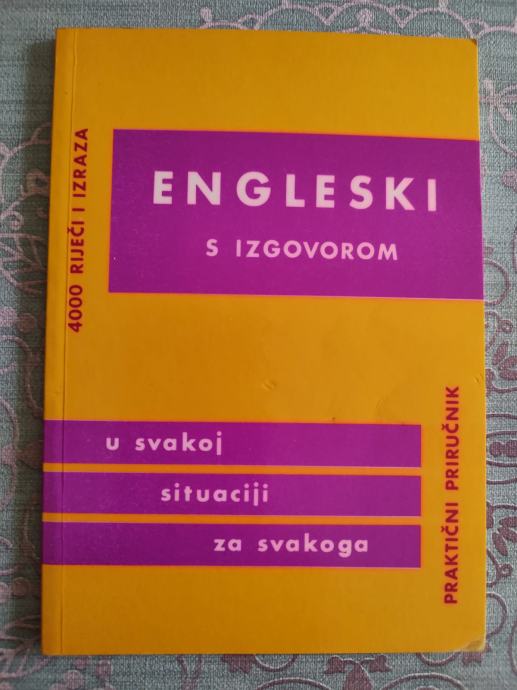 4000 RIJEČI I IZRAZA
ENGLESKI
S IZGOVOROM
u svakoj
situaciji
za svakoga
PRAKTIČNI PRIRUČNIK